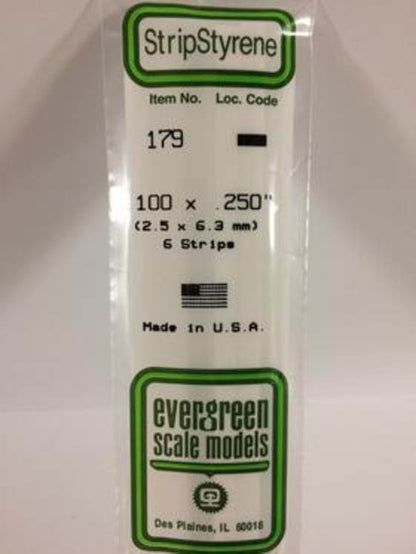 StripStyrene
Item No. Loc. Code
179
100 x .250"
(2.5 x 6.3 mm)
6 Strips
Made in U.S.A.
evergreen
scale models
Des Plaines, IL 60018